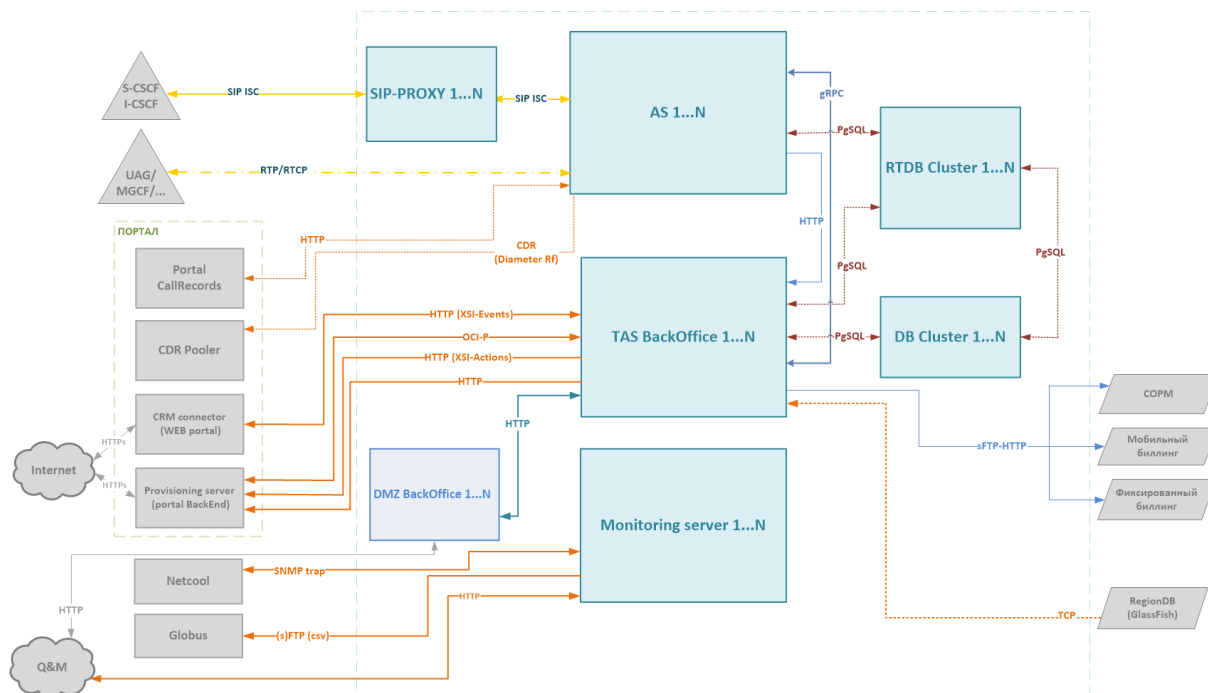 S-CSCF
I-CSCF
SIP ISC
SIP-PROXY 1...N
SIP ISC
AS 1...N
gRPC
PgSQL
RTDB Cluster 1...N
UAG/
MGCF/...
RTP/RTCP
HTTP
ПОРТАЛ
Portal
CallRecords
HTTP
CDR
(Diameter Rf)
PgSQL
PgSQL
CDR Pooler
HTTP (XSI-Events)
OCI-P
HTTP (XSI-Actions)
HTTP
TAS BackOffice 1...N
PgSQL
DB Cluster 1...N
CRM connector
(WEB portal)
HTTPs
Internet
HTTPs
Provisioning server
(portal BackEnd)
HTTP
sFTP-HTTP
СОРМ
Мобильный
биллинг
Фиксированный
биллинг
DMZ BackOffice 1...N
Monitoring server 1...N
Netcool
SNMP trap
HTTP
HTTP
Globus
(s)FTP (csv)
TCP
RegionDB
(GlassFish)
Q&M